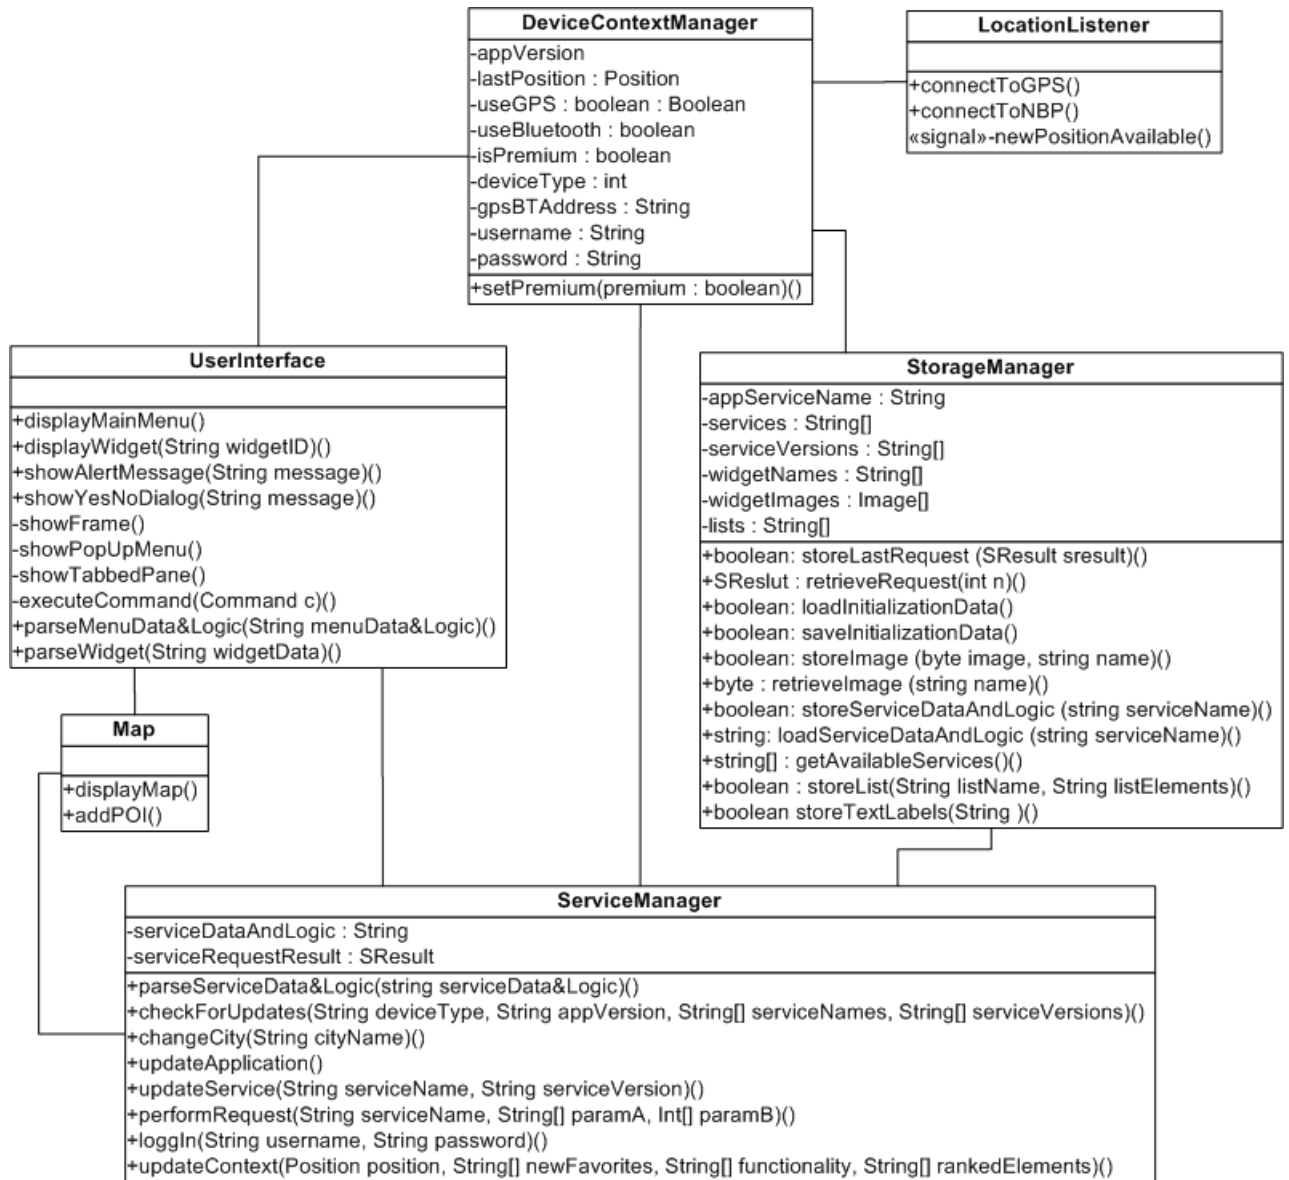 DeviceContextManager
-appVersion
-lastPosition : Position
-useGPS : boolean : Boolean
-useBluetooth : boolean
-isPremium : boolean
-deviceType : int
-gpsBTAddress : String
-username : String
-password : String
+setPremium(premium : boolean)()
LocationListener
+connectToGPS()
+connectToNBP()
«signal»-newPositionAvailable()
UserInterface
+displayMainMenu()
+displayWidget(String widgetID)()
+showAlertMessage(String message)()
+showYesNoDialog(String message)()
-showFrame()
-showPopUpMenu()
-showTabbedPane()
-executeCommand(Command c)()
+parseMenuData&Logic(String menuData&Logic)()
+parseWidget(String widgetData)()
StorageManager
-appServiceName : String
-services : String[]
-serviceVersions : String[]
-widgetNames : String[]
-widgetImages : Image[]
-lists : String[]
+boolean: storeLastRequest (SResult sresult)()
+SReslut : retrieveRequest(int n)()
+boolean: loadInitializationData()
+boolean: saveInitializationData()
+boolean: storeImage (byte image, string name)()
+byte : retrieveImage (string name)()
+boolean: storeServiceDataAndLogic (string serviceName)()
+string: loadServiceDataAndLogic (string serviceName)()
+string[] : getAvailableServices()()
+boolean : storeList(String listName, String listElements)()
+boolean storeTextLabels(String )()
Map
+displayMap()
+addPOI()
ServiceManager
-serviceDataAndLogic : String
-serviceRequestResult : SResult
+parseServiceData&Logic(string serviceData&Logic)()
+checkForUpdates(String deviceType, String appVersion, String[] serviceNames, String[] serviceVersions)()
+changeCity(String cityName)()
+updateApplication()
+updateService(String serviceName, String serviceVersion)()
+performRequest(String serviceName, String[] paramA, Int[] paramB)()
+loggIn(String username, String password)()
+updateContext(Position position, String[] newFavorites, String[] functionality, String[] rankedElements)()